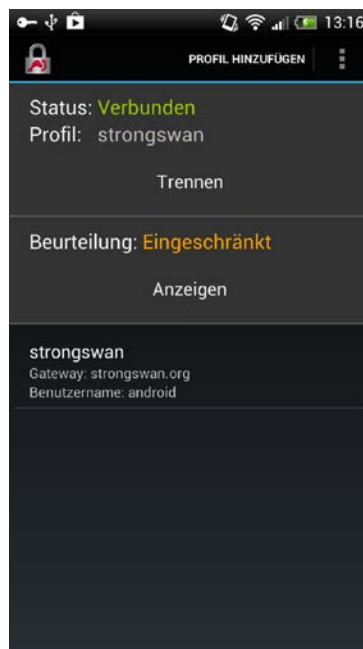 13:16
PROFIL HINZUFÜGEN
Status: Verbunden
Profil: strongswan
Trennen
Beurteilung: Eingeschränkt
Anzeigen
strongswan
Gateway: strongswan.org
Benutzername: android